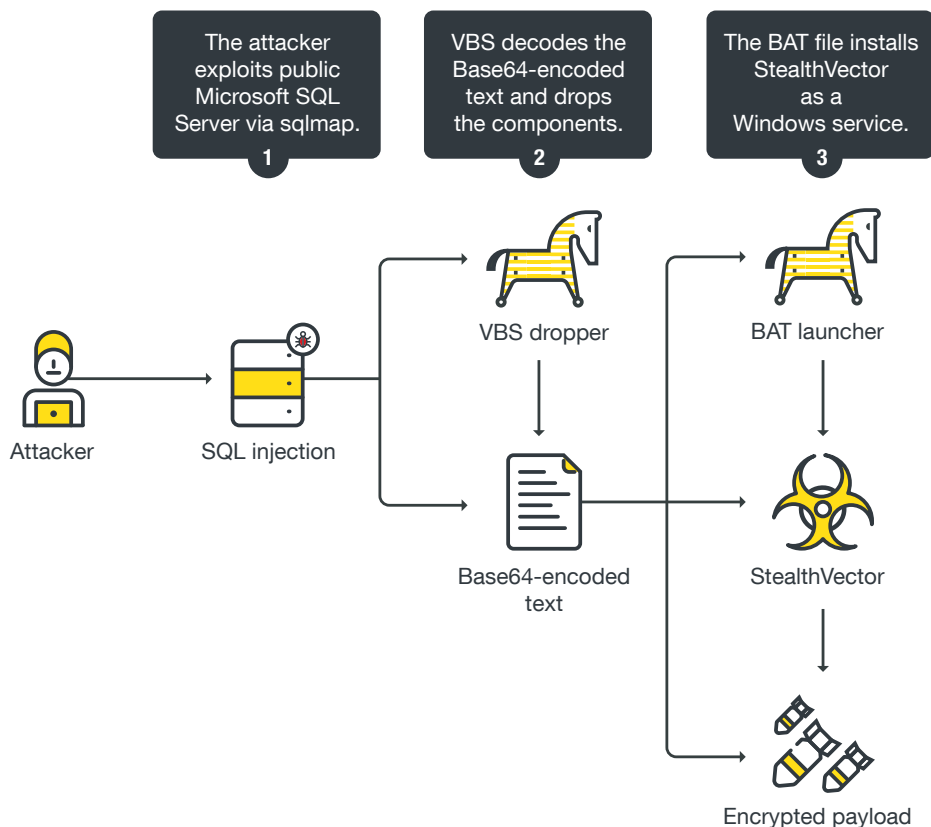 The attacker
exploits public
Microsoft SQL
Server via sqlmap.
1
VBS decodes the
Base64-encoded
text and drops
the components.
2
The BAT file installs
StealthVector
as a
Windows service.
3
VBS dropper
BAT launcher
Attacker
SQL injection
Base64-encoded
text
StealthVector
Encrypted payload